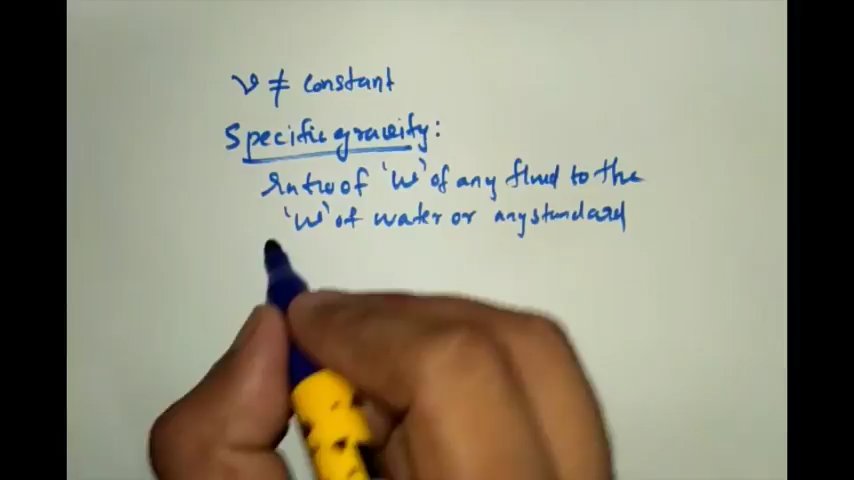 ν ≠ constant
Specific gravity:
Ratio of 'w' of any fluid to the
'w' of water or any standard